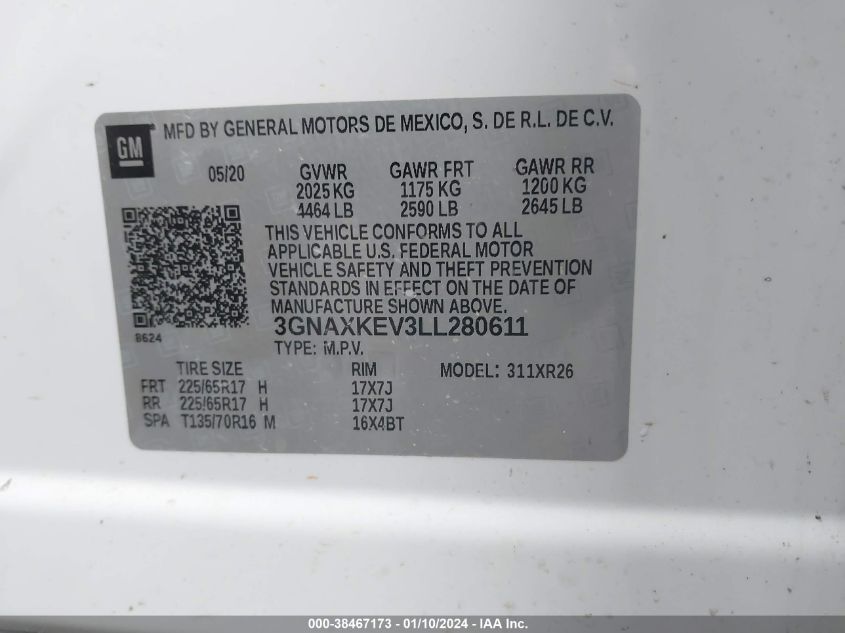 GM
MFD BY GENERAL MOTORS DE MEXICO, S. DE R.L. DE C.V.
05/20 GVWR GAWR FRT GAWR RR
2025 KG 1175 KG 1200 KG
4464 LB 2590 LB 2645 LB
THIS VEHICLE CONFORMS TO ALL
APPLICABLE U.S. FEDERAL MOTOR
VEHICLE SAFETY AND THEFT PREVENTION
STANDARDS IN EFFECT ON THE DATE OF
MANUFACTURE SHOWN ABOVE.
3GNAXKEV3LL280611
8624
TYPE: M.P.V.
TIRE SIZE RIM MODEL: 311XR26
FRT 225/65R17 H 17X7J
RR 225/65R17 H 17X7J
SPA T135/70R16 M 16X4BT
000-38467173 - 01/10/2024 - IAA Inc.